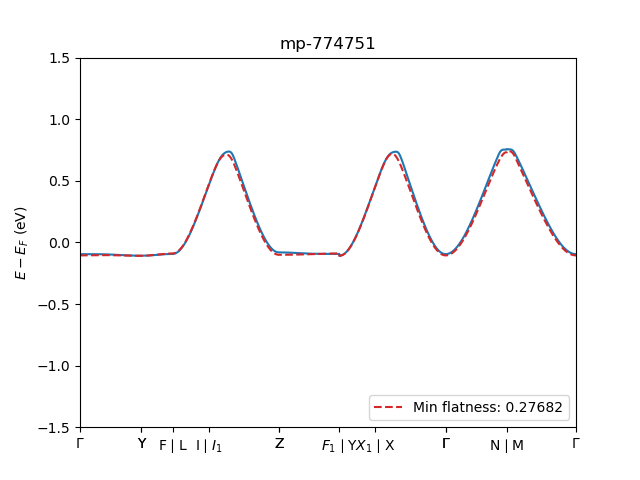 mp-774751
1.5
1.0
0.5
0.0
−0.5
−1.0
−1.5
E − E_F (eV)
Min flatness: 0.27682
Γ Y F | L I | I₁ Z F₁ | Y X₁ | X Γ N | M Γ